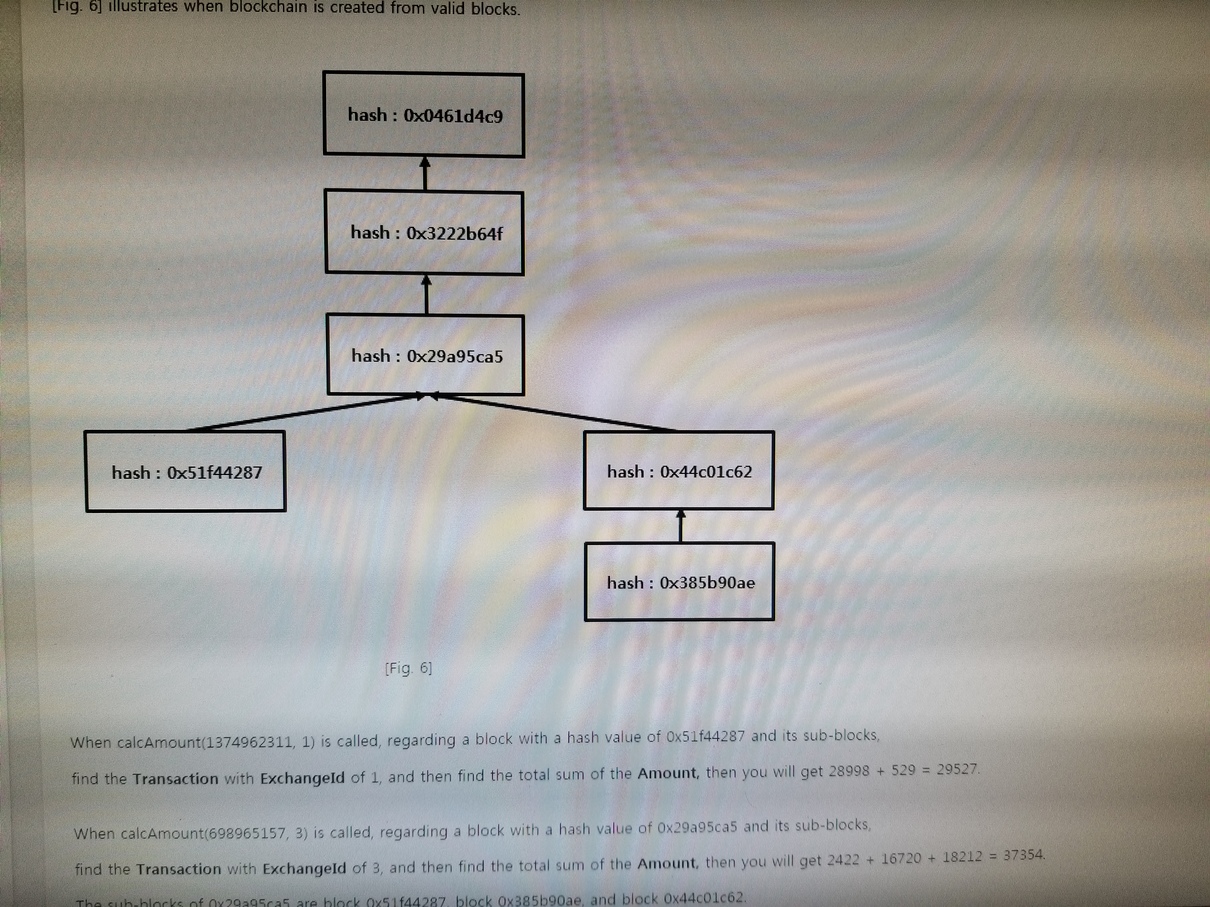 [Fig. 6] illustrates when blockchain is created from valid blocks.
hash : 0x0461d4c9
hash : 0x3222b64f
hash : 0x29a95ca5
hash : 0x51f44287
hash : 0x44c01c62
hash : 0x385b90ae
[Fig. 6]
When calcAmount(1374962311, 1) is called, regarding a block with a hash value of 0x51f44287 and its sub-blocks,
find the Transaction with ExchangeId of 1, and then find the total sum of the Amount, then you will get 28998 + 529 = 29527.
When calcAmount(698965157, 3) is called, regarding a block with a hash value of 0x29a95ca5 and its sub-blocks,
find the Transaction with ExchangeId of 3, and then find the total sum of the Amount, then you will get 2422 + 16720 + 18212 = 37354.
The sub-blocks of 0x29a95ca5 are block 0x51f44287, block 0x385b90ae, and block 0x44c01c62.